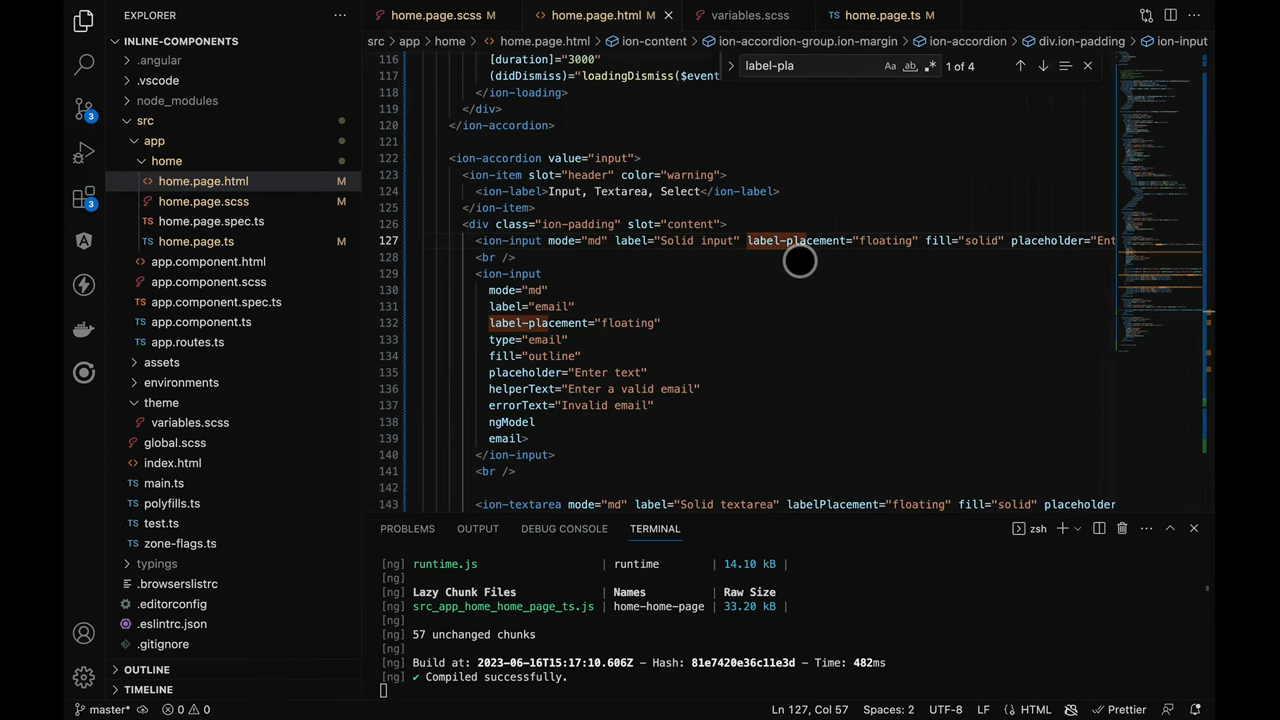 EXPLORER
home.page.scss M
home.page.html M
variables.scss
home.page.ts M
INLINE-COMPONENTS
src > app > home > home.page.html > ion-content > ion-accordion-group.ion-margin > ion-accordion > div.ion-padding > ion-input
label-pla
1 of 4
.angular
.vscode
node_modules
src
app
home
home.page.html M
home.page.scss M
home.page.spec.ts
home.page.ts M
app.component.html
app.component.scss
app.component.spec.ts
app.component.ts
app.routes.ts
assets
environments
theme
variables.scss
global.scss
index.html
main.ts
polyfills.ts
test.ts
zone-flags.ts
typings
.browserslistrc
.editorconfig
.eslintrc.json
.gitignore
OUTLINE
TIMELINE
3
3
116 [duration]="3000"
117 (didDismiss)="loadingDismiss($event
118 </ion-loading>
119 </div>
120 </ion-accordion>
121
122 <ion-accordion value="input">
123 <ion-item slot="header" color="warning">
124 <ion-label>Input, Textarea, Select</ion-label>
125 </ion-item>
126 <div class="ion-padding" slot="content">
127 <ion-input mode="md" label="Solid input" label-placement="floating" fill="solid" placeholder="Ent
128 <br />
129 <ion-input
130 mode="md"
131 label="email"
132 label-placement="floating"
133 type="email"
134 fill="outline"
135 placeholder="Enter text"
136 helperText="Enter a valid email"
137 errorText="Invalid email"
138 ngModel
139 email>
140 </ion-input>
141 <br />
142
143 <ion-textarea mode="md" label="Solid textarea" labelPlacement="floating" fill="solid" placeholder
PROBLEMS OUTPUT DEBUG CONSOLE TERMINAL
zsh
[ng] runtime.js | runtime | 14.10 kB |
[ng]
[ng] Lazy Chunk Files | Names | Raw Size
[ng] src_app_home_home_page_ts.js | home-home-page | 33.20 kB |
[ng]
[ng] 57 unchanged chunks
[ng]
[ng] Build at: 2023-06-16T15:17:10.606Z - Hash: 81e7420e36c11e3d - Time: 482ms
[ng] ✔ Compiled successfully.
master* 0 0
Ln 127, Col 57 Spaces: 2 UTF-8 LF HTML Prettier